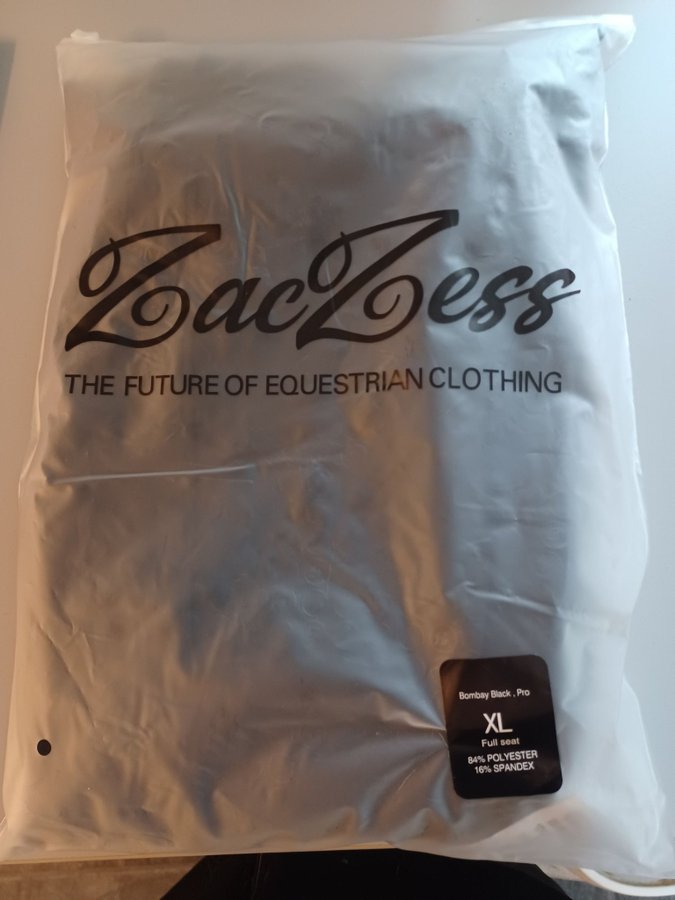 ZacZess
THE FUTURE OF EQUESTRIAN CLOTHING
Bombay Black . Pro
XL
Full seat
84% POLYESTER
16% SPANDEX